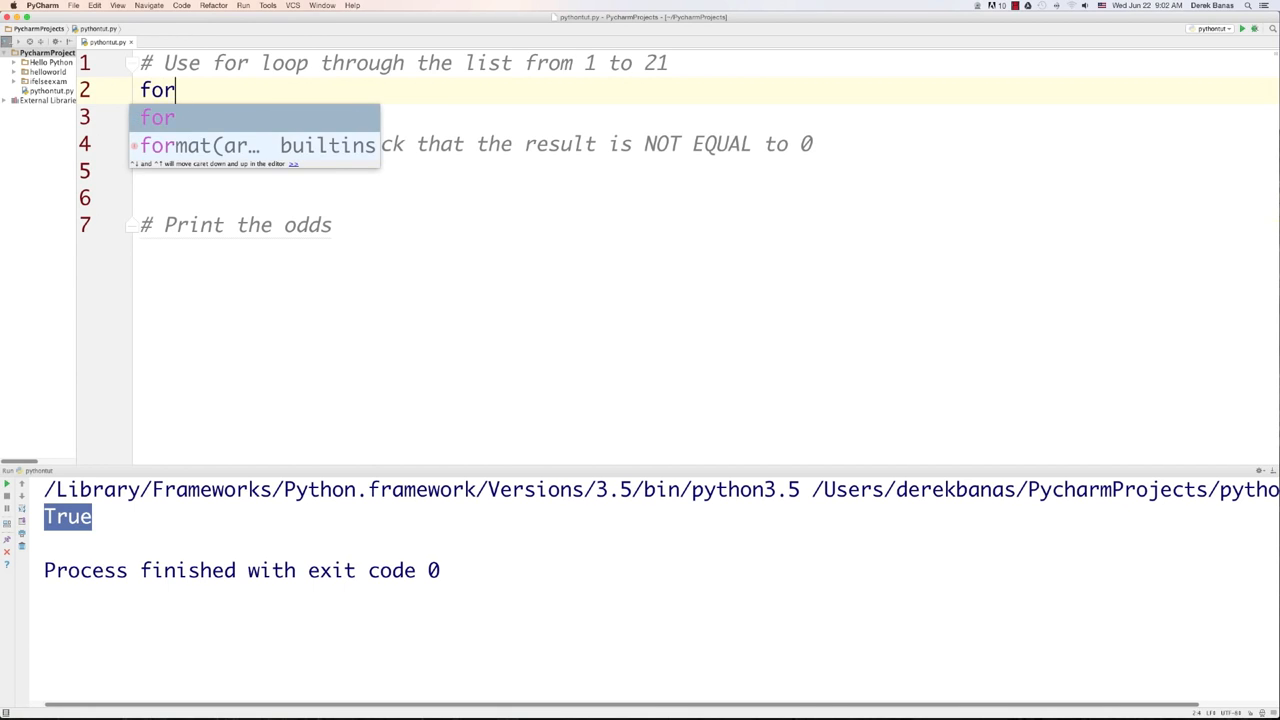 PyCharm File Edit View Navigate Code Refactor Run Tools VCS Window Help
10 Wed Jun 22 9:02 AM Derek Banas
pythontut.py - PycharmProjects - [~/PycharmProjects]
PycharmProjects pythontut.py
pythontut
pythontut.py ×
PycharmProject
Hello Python
helloworld
ifelseexam
pythontut.py
External Librarie
1 # Use for loop through the list from 1 to 21
2 for
3 for
4 format(ar… builtins ck that the result is NOT EQUAL to 0
^↓ and ^↑ will move caret down and up in the editor >>
5
6
7 # Print the odds
Run pythontut
/Library/Frameworks/Python.framework/Versions/3.5/bin/python3.5 /Users/derekbanas/PycharmProjects/pytho
True
Process finished with exit code 0
2:4 LF÷ UTF-8÷